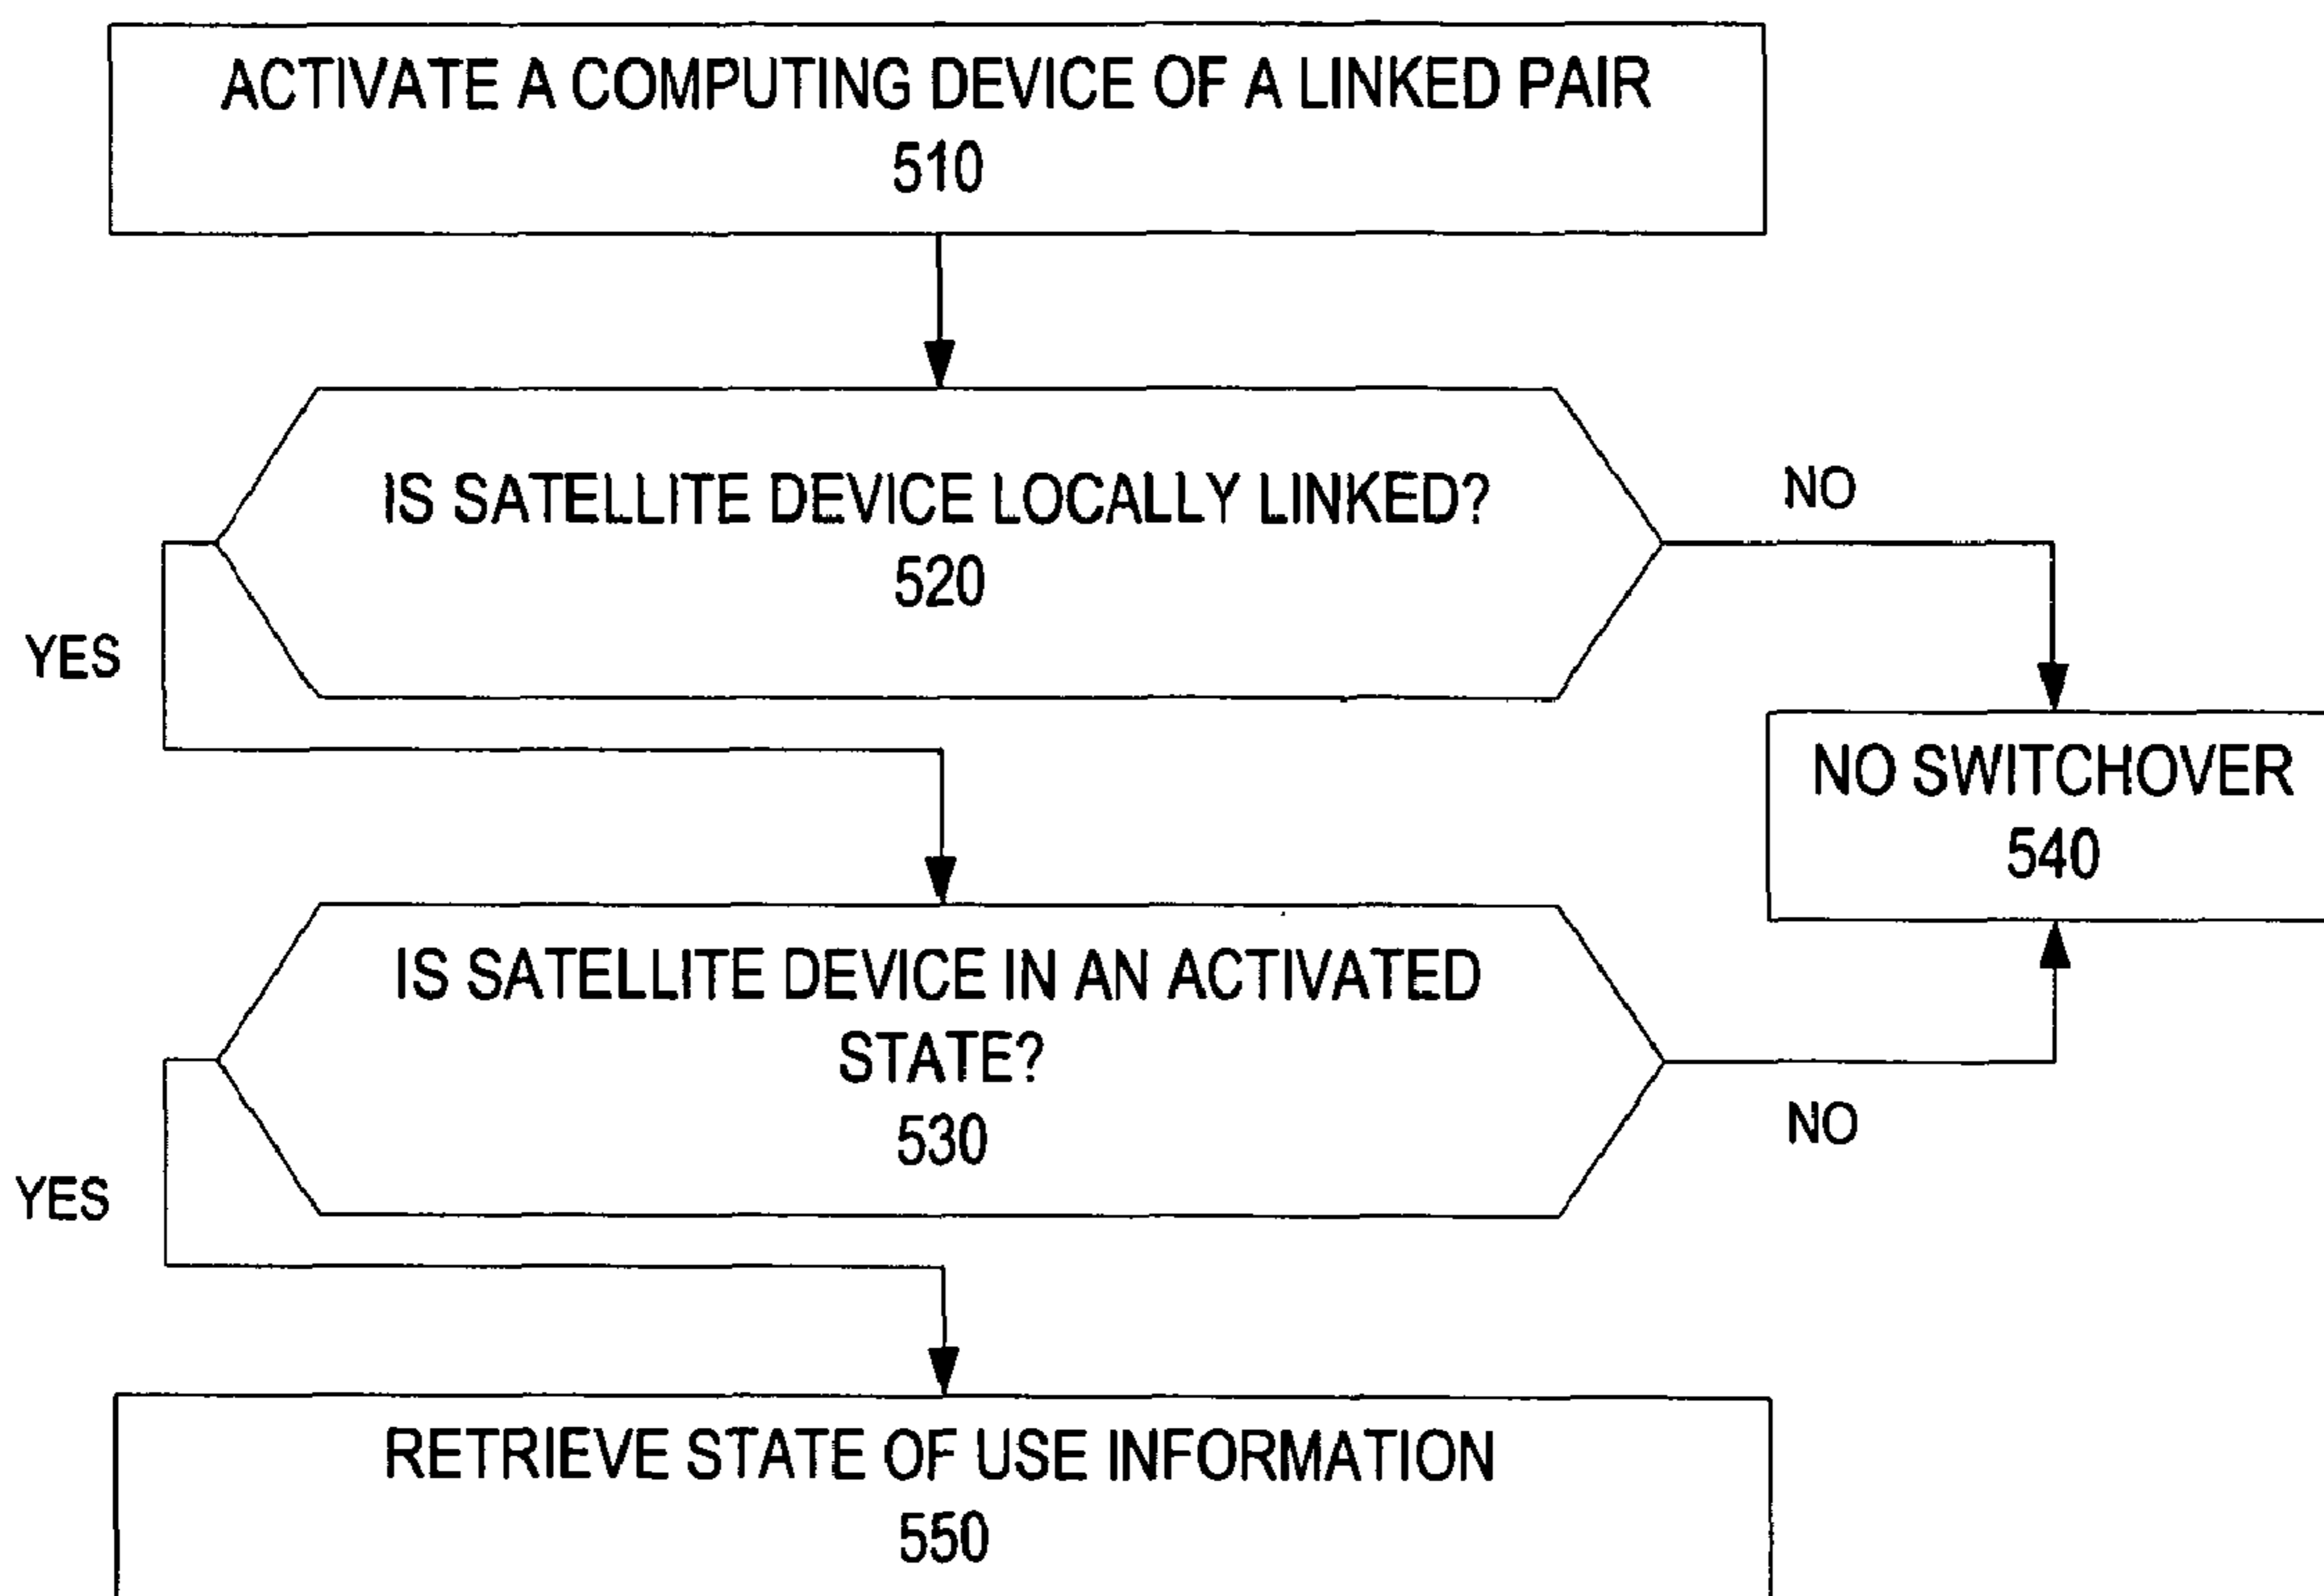 ACTIVATE A COMPUTING DEVICE OF A LINKED PAIR
510
IS SATELLITE DEVICE LOCALLY LINKED?
520
NO
YES
NO SWITCHOVER
540
IS SATELLITE DEVICE IN AN ACTIVATED
STATE?
530
NO
YES
RETRIEVE STATE OF USE INFORMATION
550